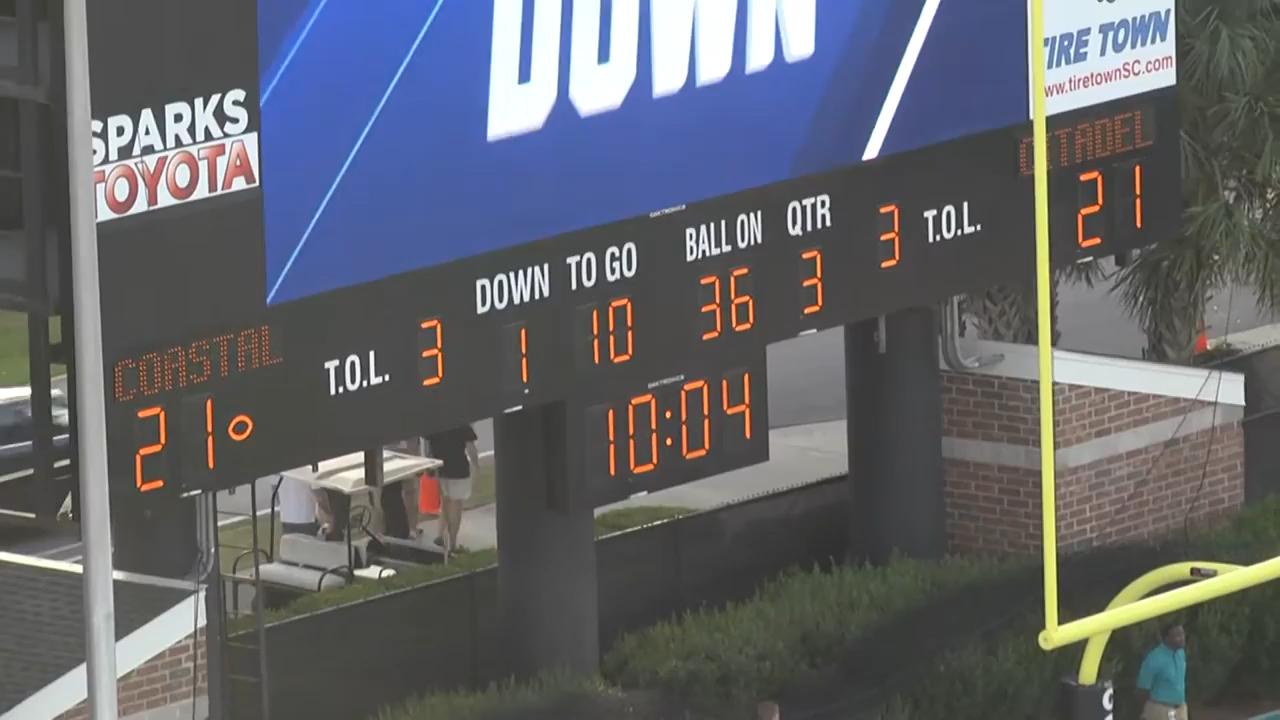 DOWN
SPARKS
TOYOTA
TIRE TOWN
www.tiretownSC.com
CITADEL
21
T.O.L.
3
QTR
3
BALL ON
36
TO GO
10
DOWN
1
T.O.L.
3
COASTAL
21
10:04